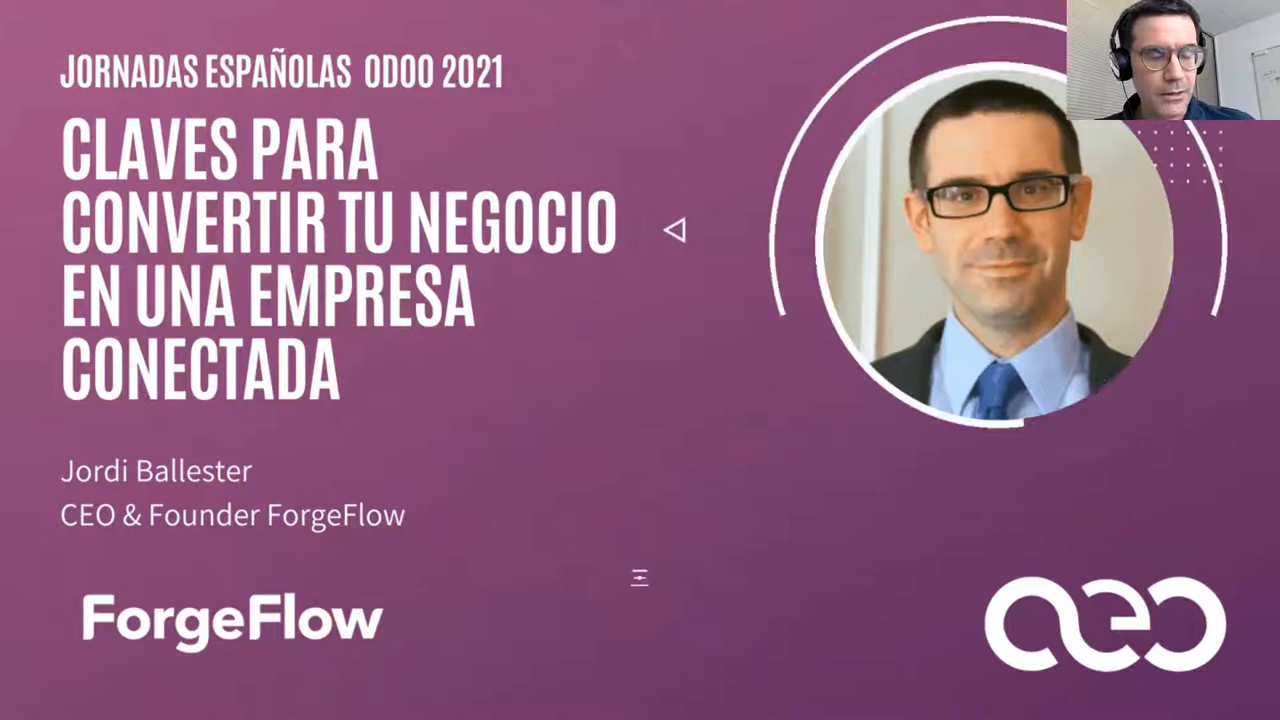 JORNADAS ESPAÑOLAS ODOO 2021
CLAVES PARA
CONVERTIR TU NEGOCIO
EN UNA EMPRESA
CONECTADA
Jordi Ballester
CEO & Founder ForgeFlow
ForgeFlow
aeo